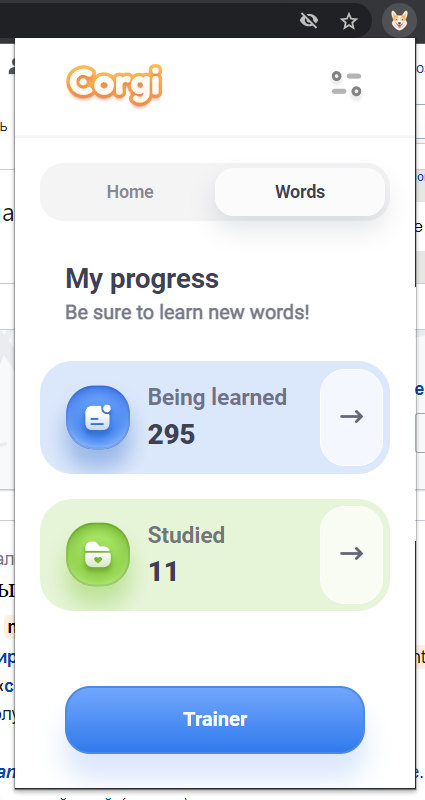 Corgi
Home
Words
My progress
Be sure to learn new words!
Being learned
295
Studied
11
Trainer